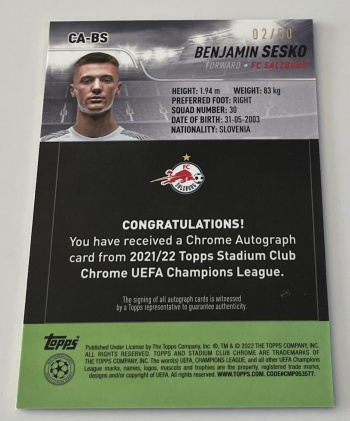 CA-BS
02/80
BENJAMIN SESKO
FORWARD • FC SALZBURG
HEIGHT: 1.94 m WEIGHT: 83 kg
PREFERRED FOOT: RIGHT
SQUAD NUMBER: 30
DATE OF BIRTH: 31-05-2003
NATIONALITY: SLOVENIA
FC
SALZBURG
CONGRATULATIONS!
You have received a Chrome Autograph
card from 2021/22 Topps Stadium Club
Chrome UEFA Champions League.
The signing of all autograph cards is witnessed
by a Topps representative to guarantee authenticity.
Topps
Published Under License by The Topps Company, Inc. ®, TM & © 2022 THE TOPPS COMPANY, INC.
ALL RIGHTS RESERVED. TOPPS AND STADIUM CLUB CHROME ARE TRADEMARKS OF
THE TOPPS COMPANY, INC. The word(s) UEFA, CHAMPIONS LEAGUE, and all other UEFA Champions
League marks, names, logos, mascots and trophies are the property, registered trade marks,
designs and/or copyright of UEFA. All rights reserved. WWW.TOPPS.COM. CODE#CMP053577.